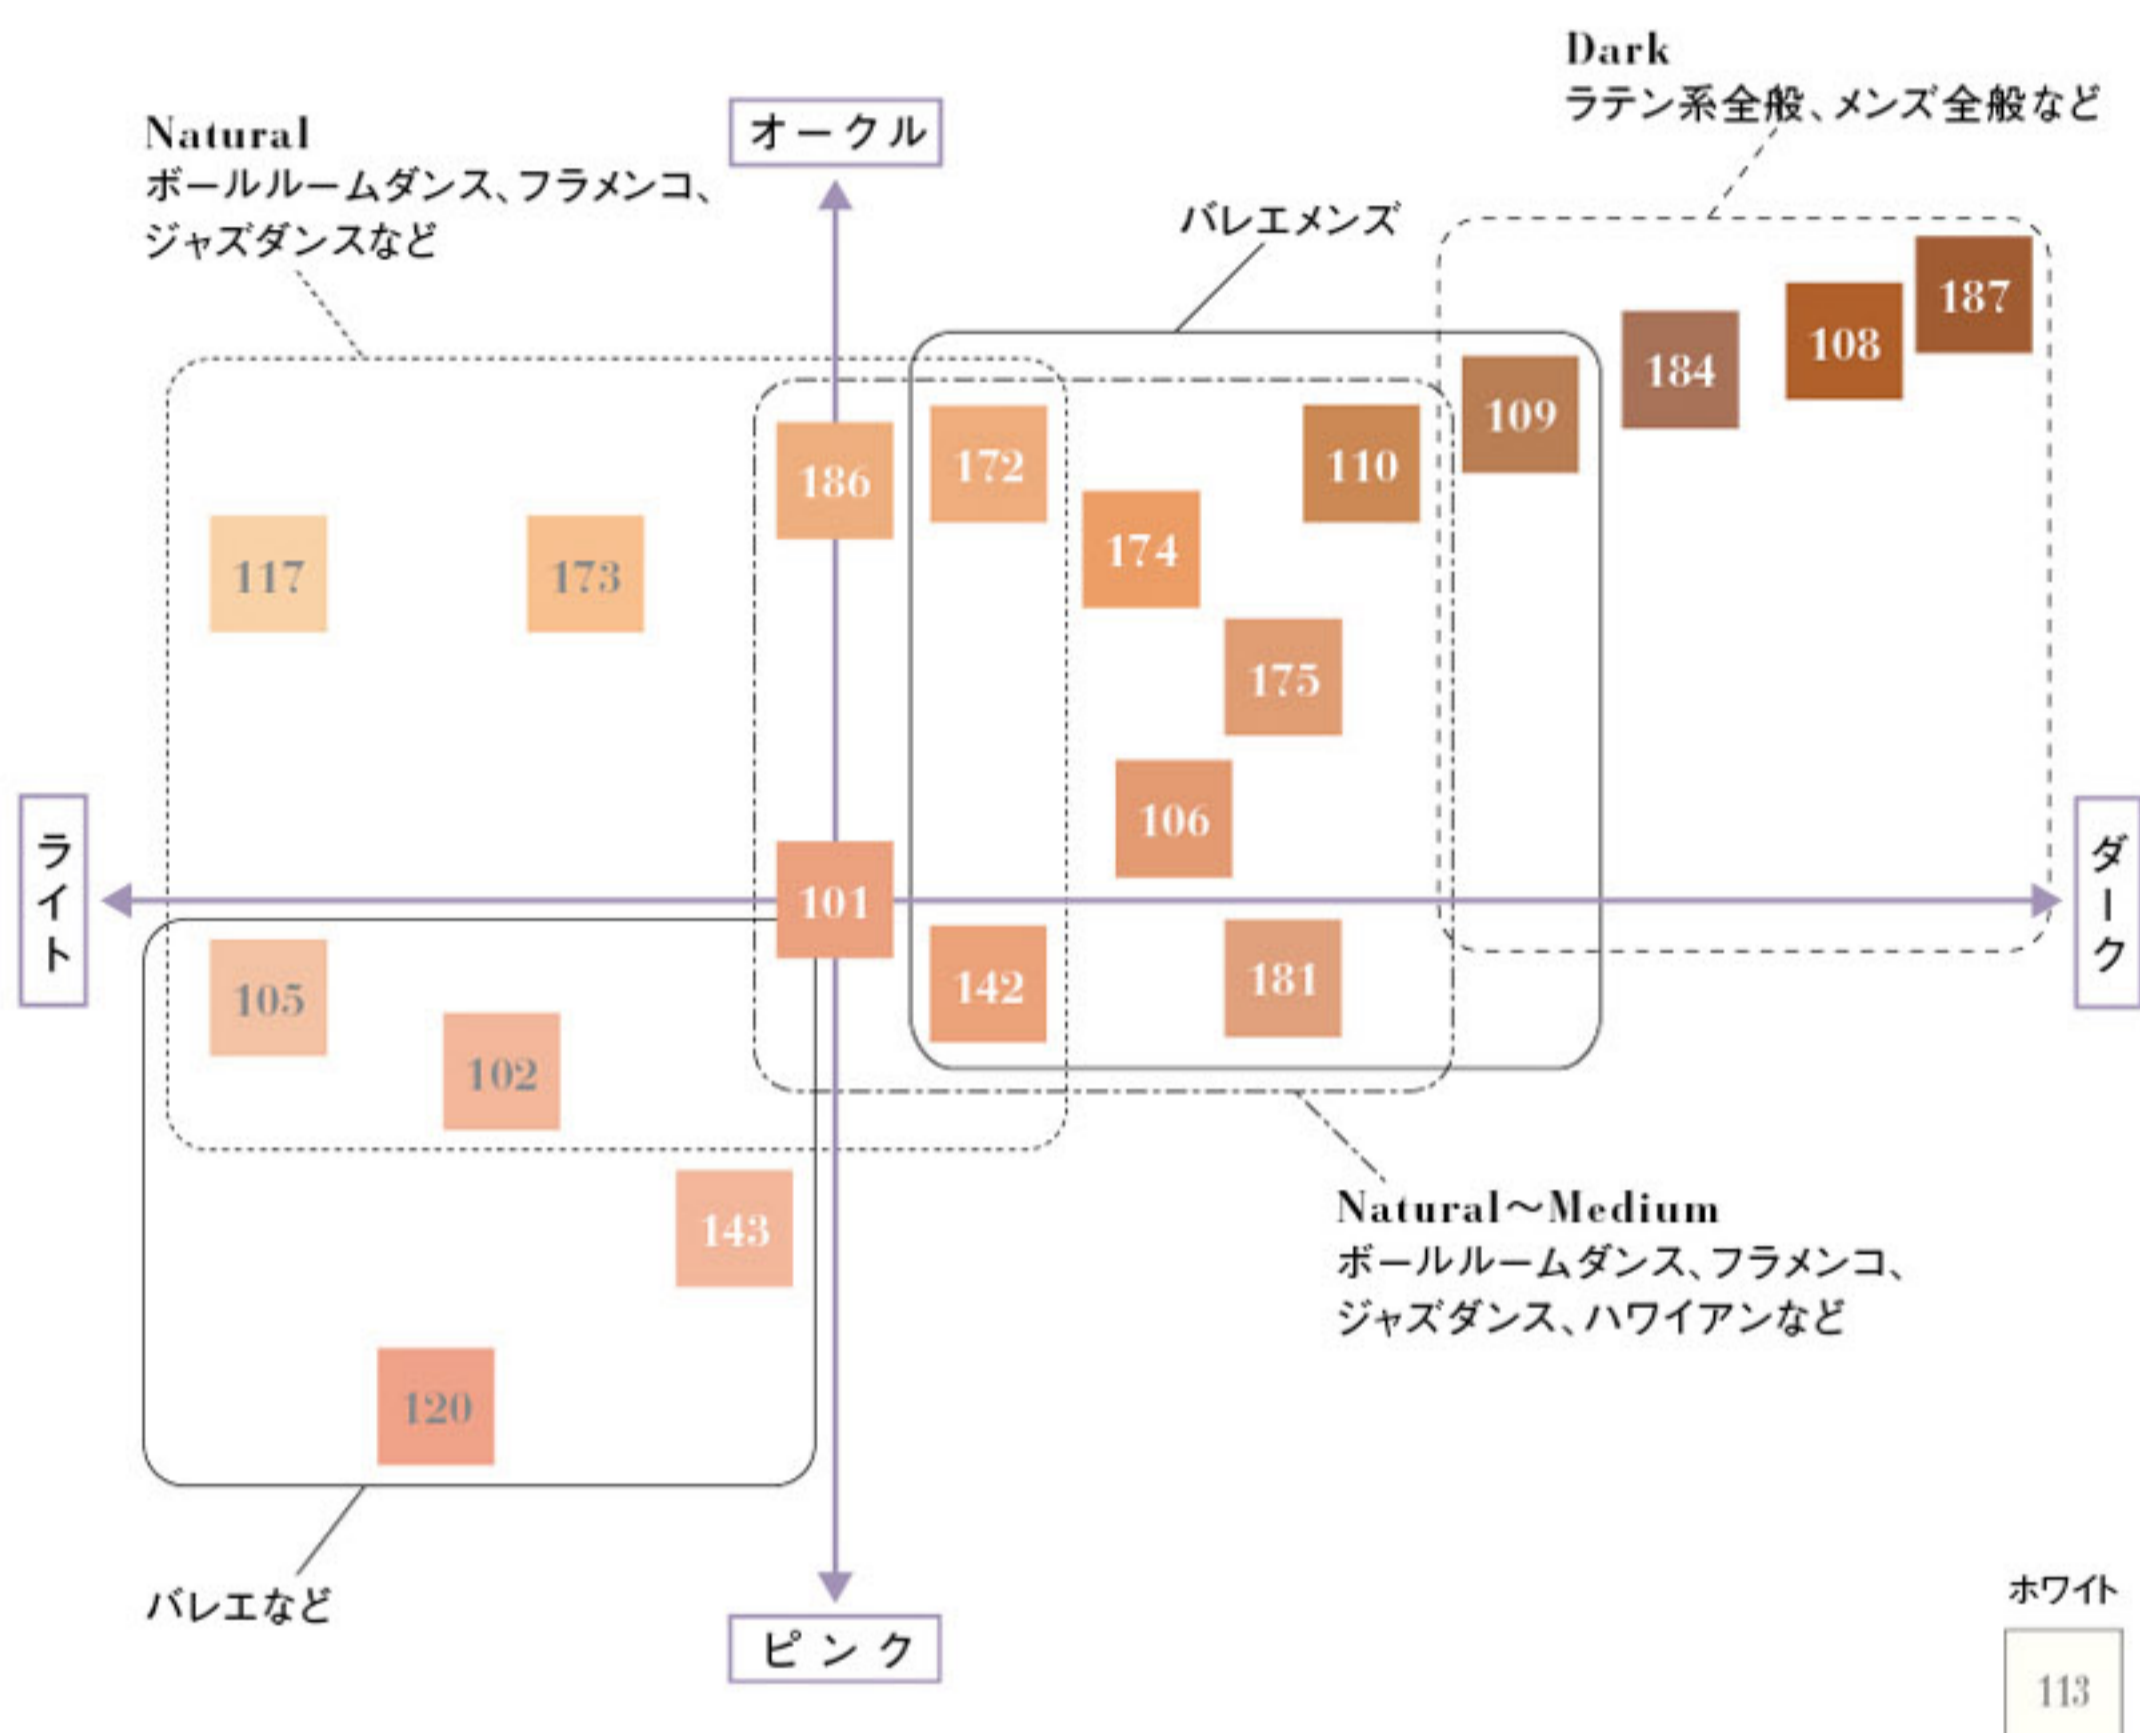 Dark
ラテン系全般、メンズ全般など
オークル
Natural
ボールルームダンス、フラメンコ、
ジャズダンスなど
バレエメンズ
187
108
184
109
186
172
110
174
117
173
175
106
ライト
ダーク
101
105
142
181
102
143
Natural～Medium
ボールルームダンス、フラメンコ、
ジャズダンス、ハワイアンなど
120
バレエなど
ピンク
ホワイト
113